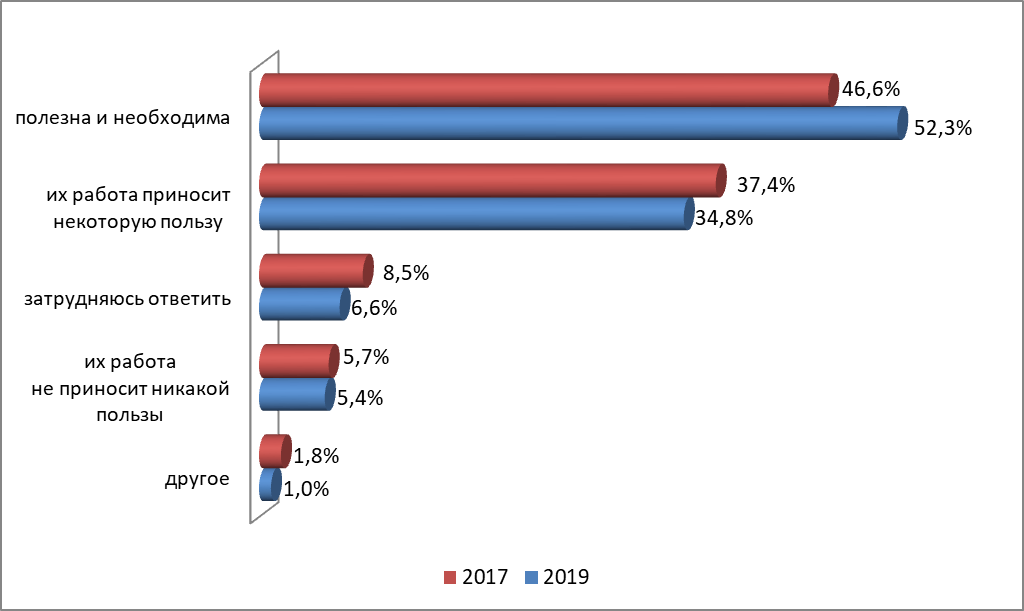 46,6%
полезна и необходима
52,3%
их работа приносит
некоторую пользу
37,4%
34,8%
8,5%
затрудняюсь ответить
6,6%
их работа
не приносит никакой
пользы
5,7%
5,4%
1,8%
другое
1,0%
2017 2019